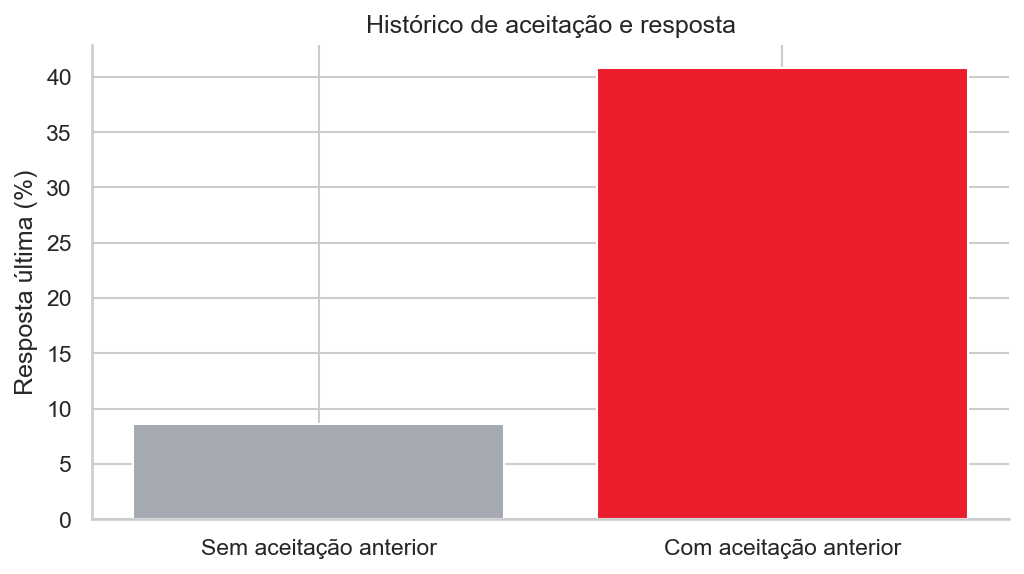 Histórico de aceitação e resposta
Resposta última (%)
40
35
30
25
20
15
10
5
0
Sem aceitação anterior
Com aceitação anterior